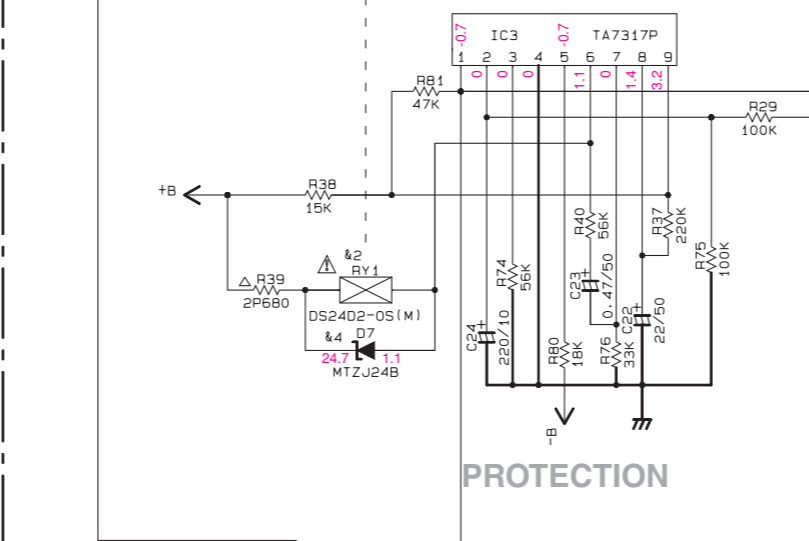 IC3 TA7317P
-0.7 -0.7
1 2 3 4 5 6 7 8 9
0 0 0 1.1 0 1.4 3.2
R81
47K
R29
100K
+B
R38
15K
R40
56K
R37
220K
R75
100K
R74
56K
C23 +
0.47/50
&2
RY1
DS24D2-0S(M)
R39
2P680
&4 D7
24.7 1.1
MTZJ24B
C24 +
220/10
R80
18K
R76
33K
C22 +
22/50
-B
PROTECTION